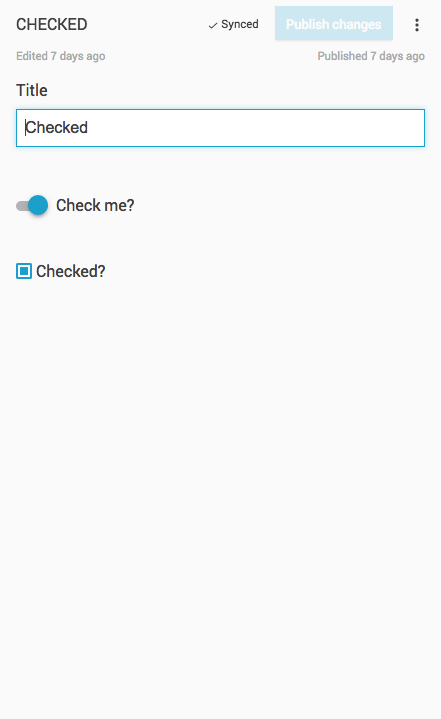 CHECKED
Synced
Publish changes
Edited 7 days ago
Published 7 days ago
Title
Checked
Check me?
Checked?